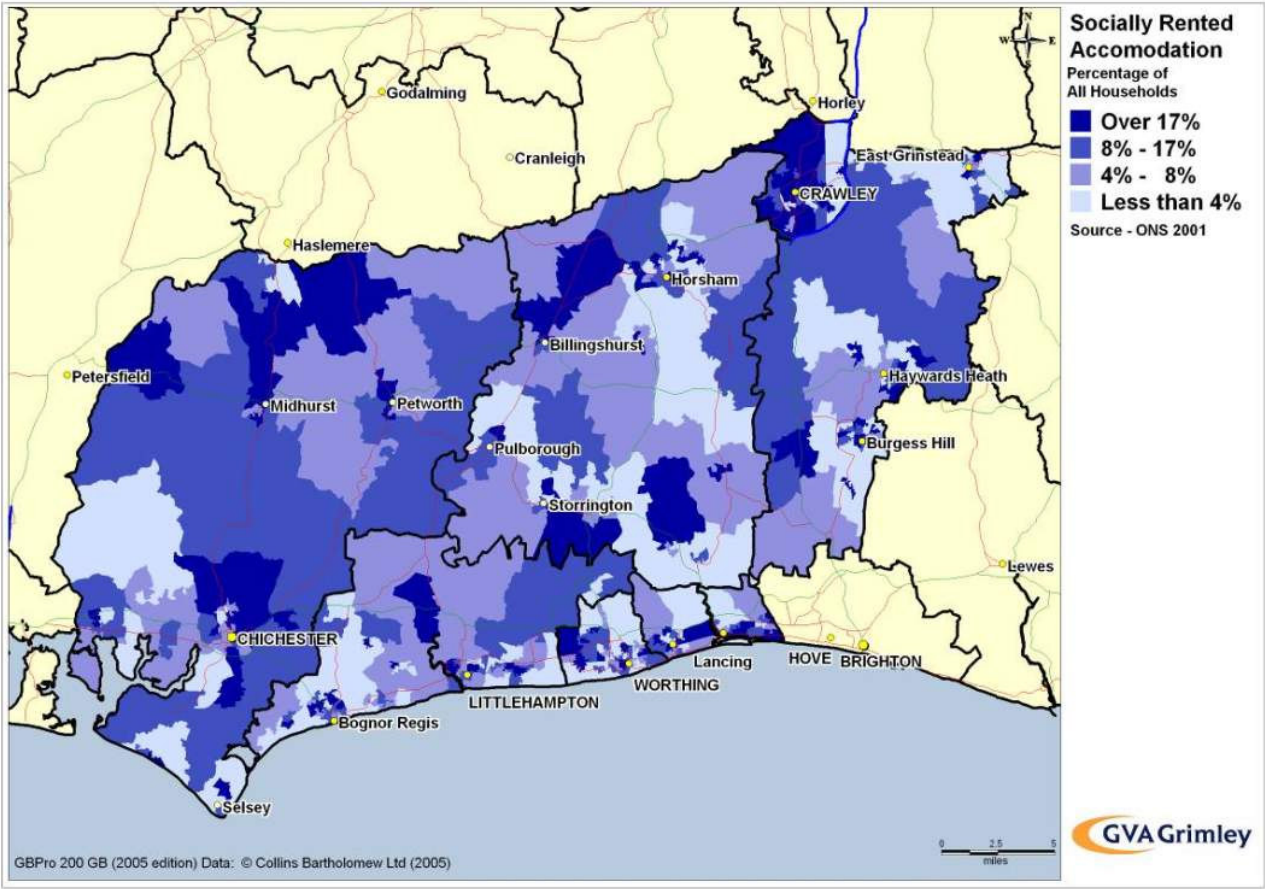 Socially Rented
Accomodation
Percentage of
All Households
Over 17%
8% - 17%
4% - 8%
Less than 4%
Source - ONS 2001
N
W E
S
Godalming
Horley
Cranleigh
East Grinstead
CRAWLEY
Haslemere
Horsham
Billingshurst
Petersfield
Haywards Heath
Midhurst
Petworth
Pulborough
Burgess Hill
Storrington
Lewes
CHICHESTER
Lancing
HOVE
BRIGHTON
WORTHING
LITTLEHAMPTON
Bognor Regis
Selsey
0 2.5 5
miles
GVA Grimley
GBPro 200 GB (2005 edition) Data: © Collins Bartholomew Ltd (2005)